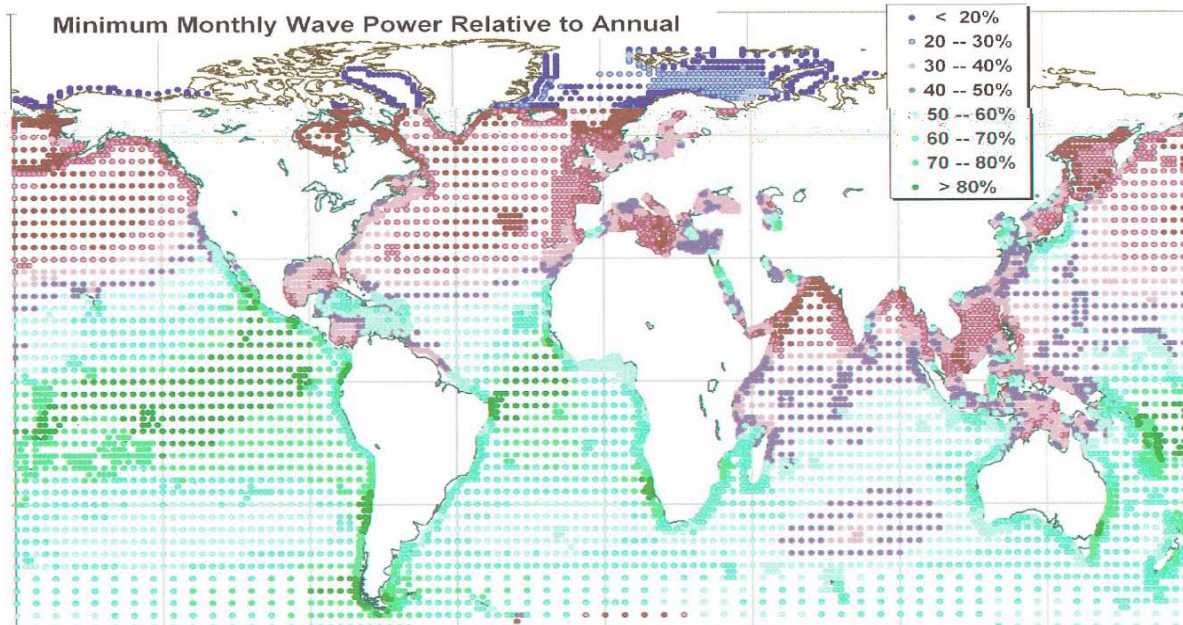 Minimum Monthly Wave Power Relative to Annual
< 20%
20 -- 30%
30 -- 40%
40 -- 50%
50 -- 60%
60 -- 70%
70 -- 80%
> 80%